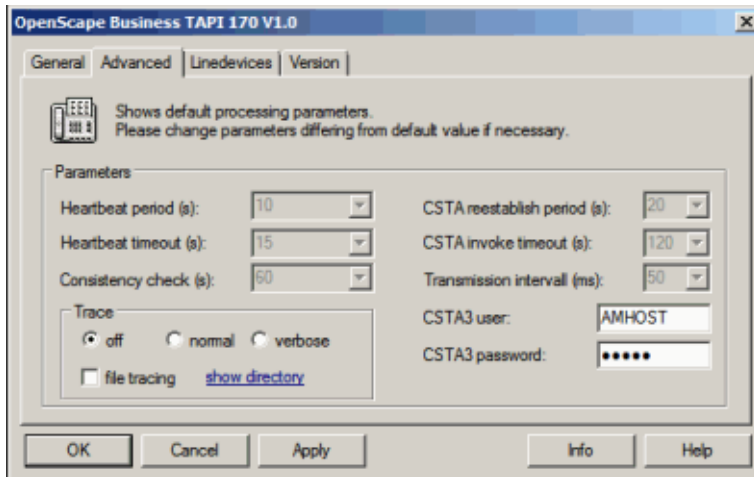 OpenScape Business TAPI 170 V1.0
General Advanced Linedevices Version
Shows default processing parameters.
Please change parameters differing from default value if necessary.
Parameters
Heartbeat period (s): 10 CSTA reestablish period (s): 20
Heartbeat timeout (s): 15 CSTA invoke timeout (s): 120
Consistency check (s): 60 Transmission intervall (ms): 50
Trace
CSTA3 user: AMHOST
off normal verbose
CSTA3 password: •••••
file tracing show directory
OK Cancel Apply Info Help